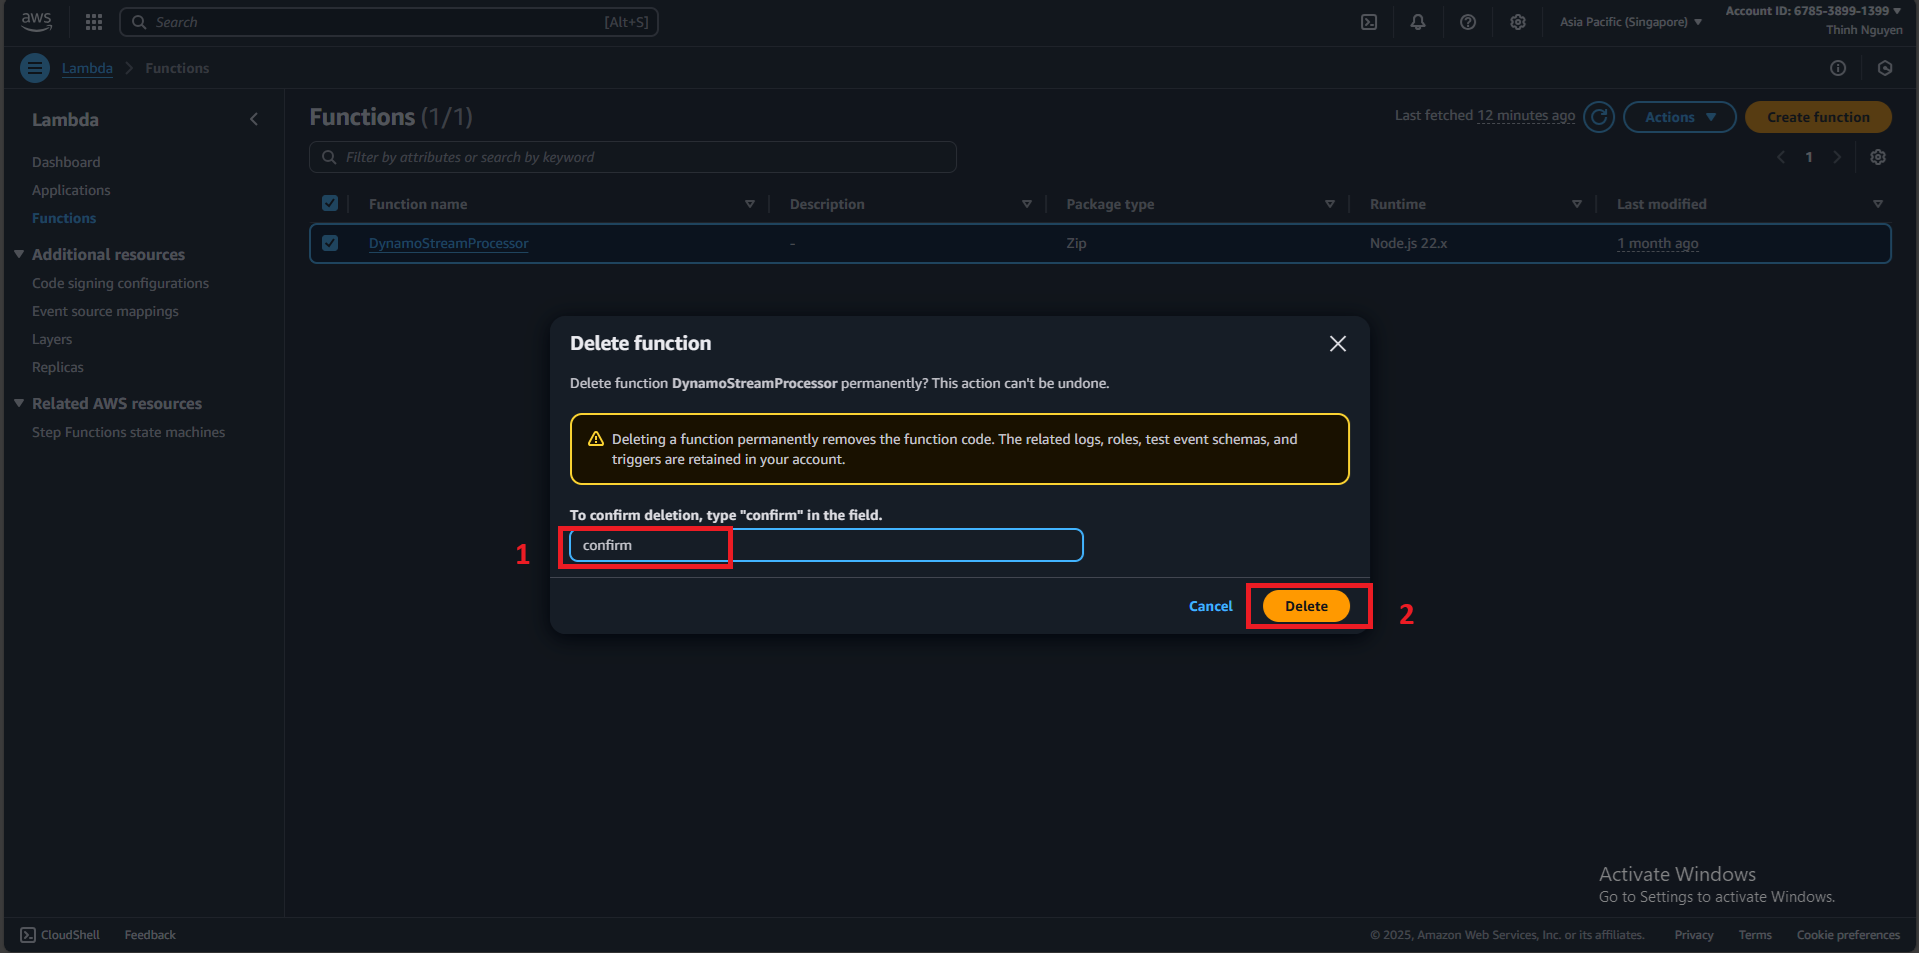 aws
Search [Alt+S]
Asia Pacific (Singapore)
Account ID: 6785-3899-1399
Thinh Nguyen
Lambda
Functions
Lambda
Dashboard
Applications
Functions
Additional resources
Code signing configurations
Event source mappings
Layers
Replicas
Related AWS resources
Step Functions state machines
Functions (1/1)
Last fetched 12 minutes ago
Actions
Create function
Filter by attributes or search by keyword
1
Function name Description Package type Runtime Last modified
DynamoStreamProcessor - Zip Node.js 22.x 1 month ago
Delete function
Delete function DynamoStreamProcessor permanently? This action can't be undone.
Deleting a function permanently removes the function code. The related logs, roles, test event schemas, and
triggers are retained in your account.
To confirm deletion, type "confirm" in the field.
1
confirm
Cancel
Delete
2
Activate Windows
Go to Settings to activate Windows.
CloudShell
Feedback
© 2025, Amazon Web Services, Inc. or its affiliates.
Privacy
Terms
Cookie preferences